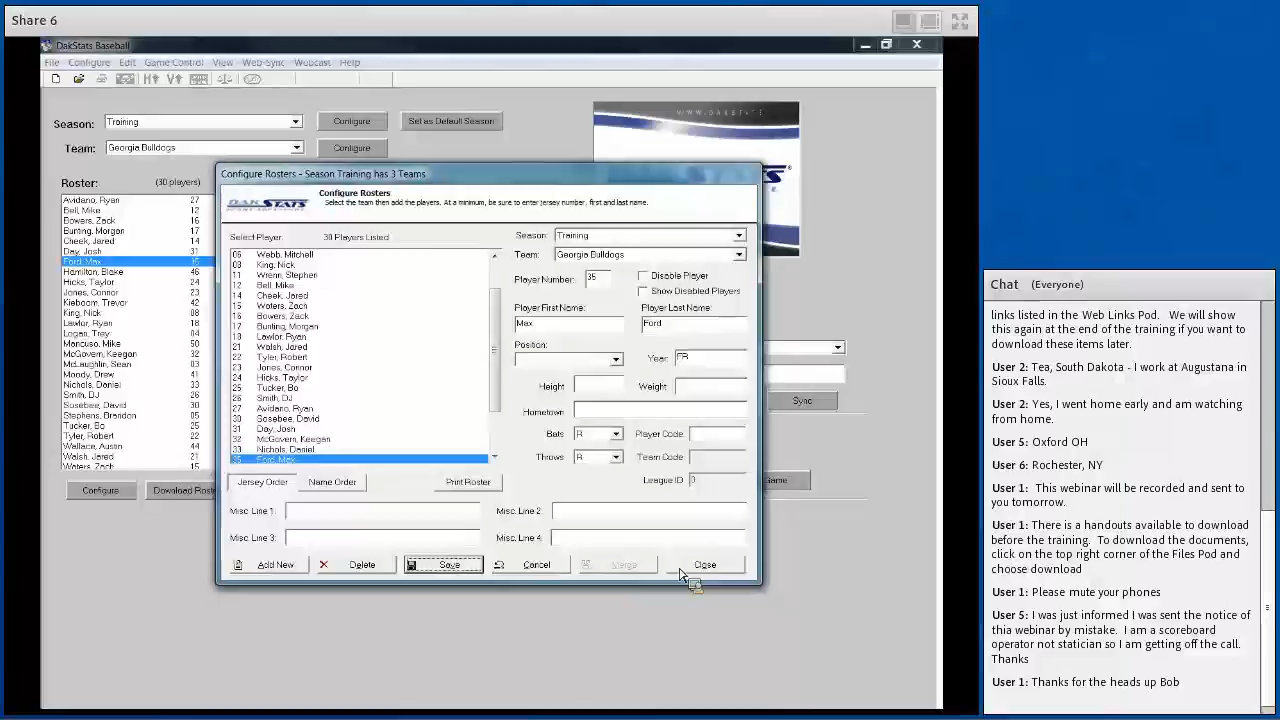 Share 6
DakStats Baseball
File Configure Edit Game Control View Web-Sync Webcast Help
Season: Training Configure Set as Default Season
Team: Georgia Bulldogs Configure
Roster: (30 players)
Avidano, Ryan 27
Bell, Mike 12
Bowers, Zack 16
Bunting, Morgan 17
Cheek, Jared 14
Day, Josh 31
Ford, Max 35
Hamilton, Blake 46
Hicks, Taylor 24
Jones, Connor 23
Kieboom, Trevor 42
King, Nick 08
Lawlor, Ryan 18
Logan, Trey 04
Mancuso, Mike 50
McGovern, Keegan 32
McLaughlin, Sean 03
Moody, Drew 41
Nichols, Daniel 33
Smith, DJ 26
Sosebee, David 30
Stephens, Brandon 05
Tucker, Bo 25
Tyler, Robert 22
Wallace, Austin 44
Walsh, Jared 21
Waters, Zach 15
Configure
Sync
Configure Rosters - Season Training has 3 Teams
DAKSTATS
Configure Rosters
Select the team then add the players. At a minimum, be sure to enter jersey number, first and last name.
Select Player: 30 Players Listed
06 Webb, Mitchell
King, Nick
11 Wrenn, Stephen
12 Bell, Mike
14 Cheek, Jared
15 Waters, Zach
16 Bowers, Zack
17 Bunting, Morgan
Lawlor, Ryan
21 Walsh, Jared
22 Tyler, Robert
23 Jones, Connor
24 Hicks, Taylor
25 Tucker, Bo
26 Smith, DJ
27 Avidano, Ryan
30 Sosebee, David
31 Day, Josh
32 McGovern, Keegan
33 Nichols, Daniel
35 Ford, Max
Season: Training
Team: Georgia Bulldogs
Player Number: 35
Disable Player
Show Disabled Players
Player First Name: Player Last Name:
Max Ford
Position:
Year: FR
Height Weight
Hometown
Bats R Player Code
Throws R Team Code
League ID 0
Jersey Order Name Order Print Roster
Misc. Line 1: Misc. Line 2:
Misc. Line 3: Misc. Line 4:
Add New Delete Save Cancel Merge Close
Chat (Everyone)
links listed in the Web Links Pod. We will show
this again at the end of the training if you want to
download these items later.
User 2: Tea, South Dakota - I work at Augustana in
Sioux Falls.
User 2: Yes, I went home early and am watching
from home.
User 5: Oxford OH
User 6: Rochester, NY
User 1: This webinar will be recorded and sent to
you tomorrow.
User 1: There is a handouts available to download
before the training. To download the documents,
click on the top right corner of the Files Pod and
choose download
User 1: Please mute your phones
User 5: I was just informed I was sent the notice of
thia webinar by mistake. I am a scoreboard
operator not statician so I am getting off the call.
Thanks
User 1: Thanks for the heads up Bob